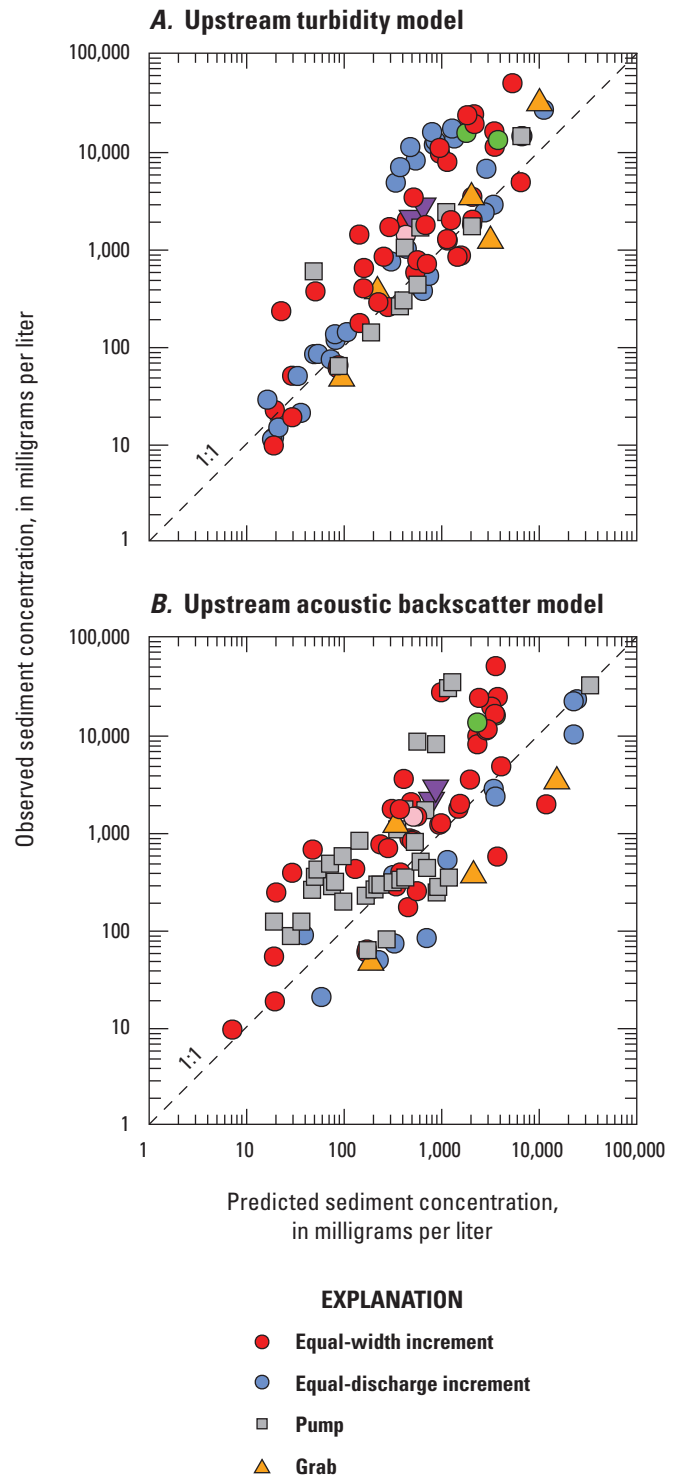 A. Upstream turbidity model
100,000
10,000
1,000
100
10
1
1:1
Observed sediment concentration, in milligrams per liter
B. Upstream acoustic backscatter model
100,000
10,000
1,000
100
10
1
1:1
1 10 100 1,000 10,000 100,000
Predicted sediment concentration,
in milligrams per liter
EXPLANATION
Equal-width increment
Equal-discharge increment
Pump
Grab